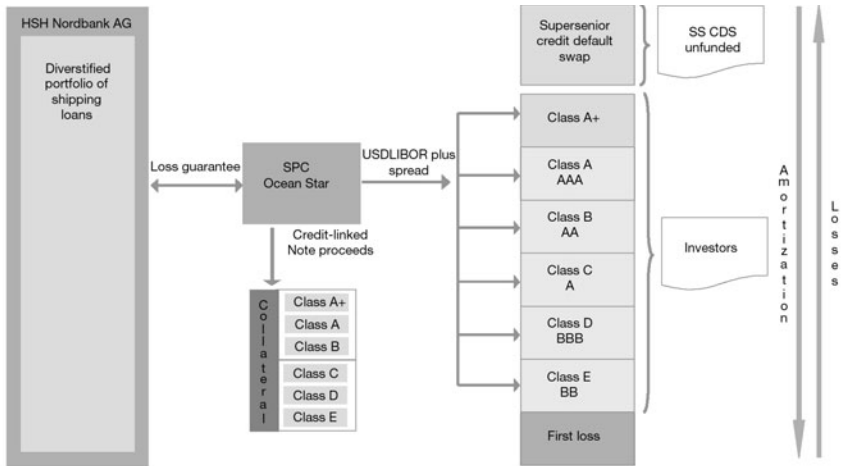 HSH Nordbank AG
Diverstified
portfolio of
shipping
loans
Loss guarantee
SPC
Ocean Star
USDLIBOR plus
spread
Credit-linked
Note proceeds
Collateral
Class A+
Class A
Class B
Class C
Class D
Class E
Supersenior
credit default
swap
Class A+
Class A
AAA
Class B
AA
Class C
A
Class D
BBB
Class E
BB
First loss
SS CDS
unfunded
Investors
Amortization
Losses